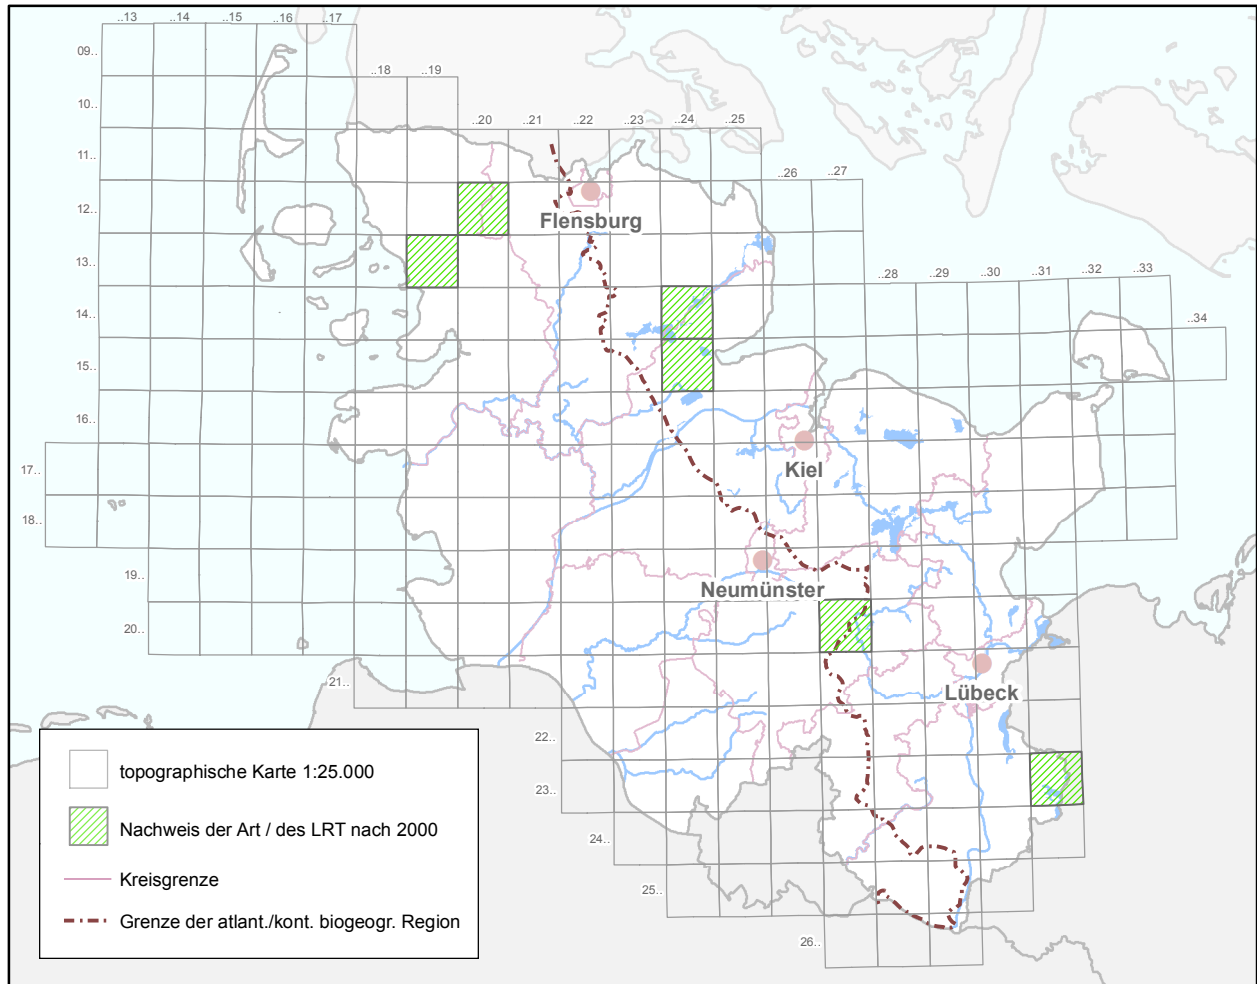 ..13 ..14 ..15 ..16 ..17
09..
..18 ..19
10..
..20 ..21 ..22 ..23 ..24 ..25
11..
..26 ..27
12..
Flensburg
13..
..28 ..29 ..30 ..31 ..32 ..33
14..
..34
15..
16..
17..
Kiel
18..
19..
Neumünster
20..
21..
Lübeck
22..
23..
24..
25..
26..
topographische Karte 1:25.000
Nachweis der Art / des LRT nach 2000
Kreisgrenze
Grenze der atlant./kont. biogeogr. Region